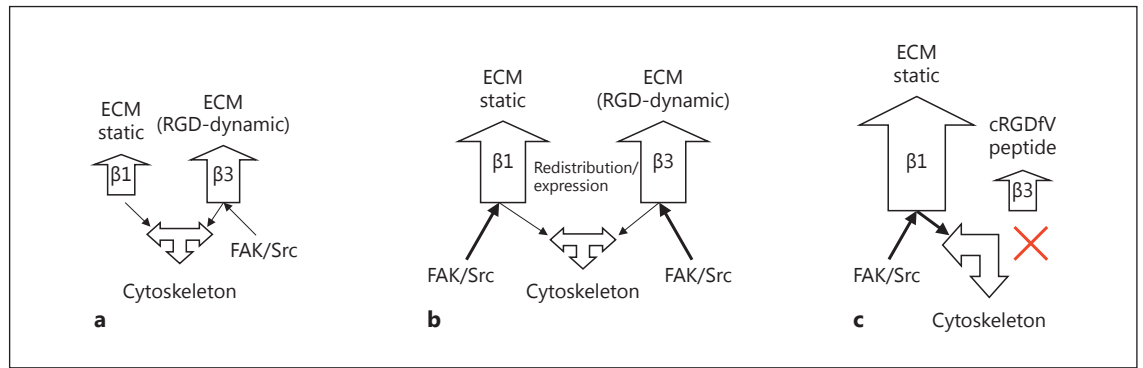 ECM
static
ECM
(RGD-dynamic)
β1
β3
FAK/Src
Cytoskeleton
a
ECM
static
ECM
(RGD-dynamic)
β1
Redistribution/
expression
β3
FAK/Src
FAK/Src
Cytoskeleton
b
ECM
static
cRGDfV
peptide
β1
β3
FAK/Src
Cytoskeleton
c